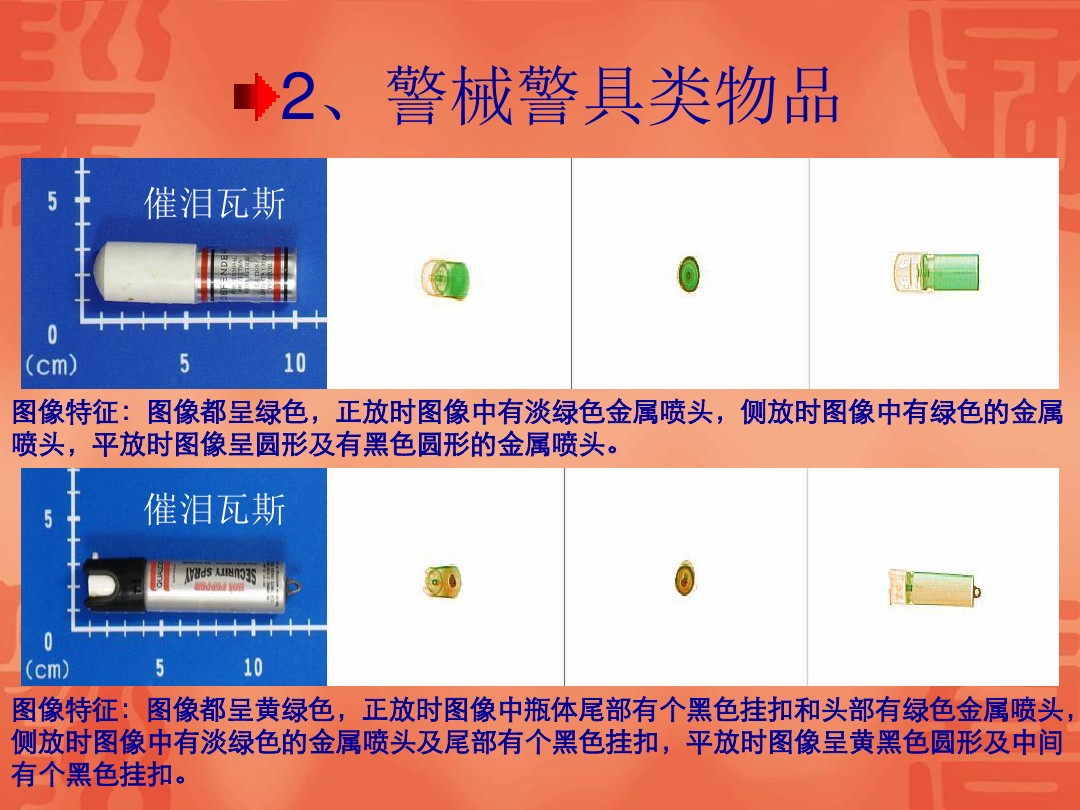 2、警械警具类物品
5
催泪瓦斯
DEFENDER
0
(cm)
5
10
图像特征：图像都呈绿色，正放时图像中有淡绿色金属喷头，侧放时图像中有绿色的金属
喷头，平放时图像呈圆形及有黑色圆形的金属喷头。
5
催泪瓦斯
SECURITY SPRAY
0
(cm)
5
10
图像特征：图像都呈黄绿色，正放时图像中瓶体尾部有个黑色挂扣和头部有绿色金属喷头，
侧放时图像中有淡绿色的金属喷头及尾部有个黑色挂扣，平放时图像呈黄黑色圆形及中间
有个黑色挂扣。